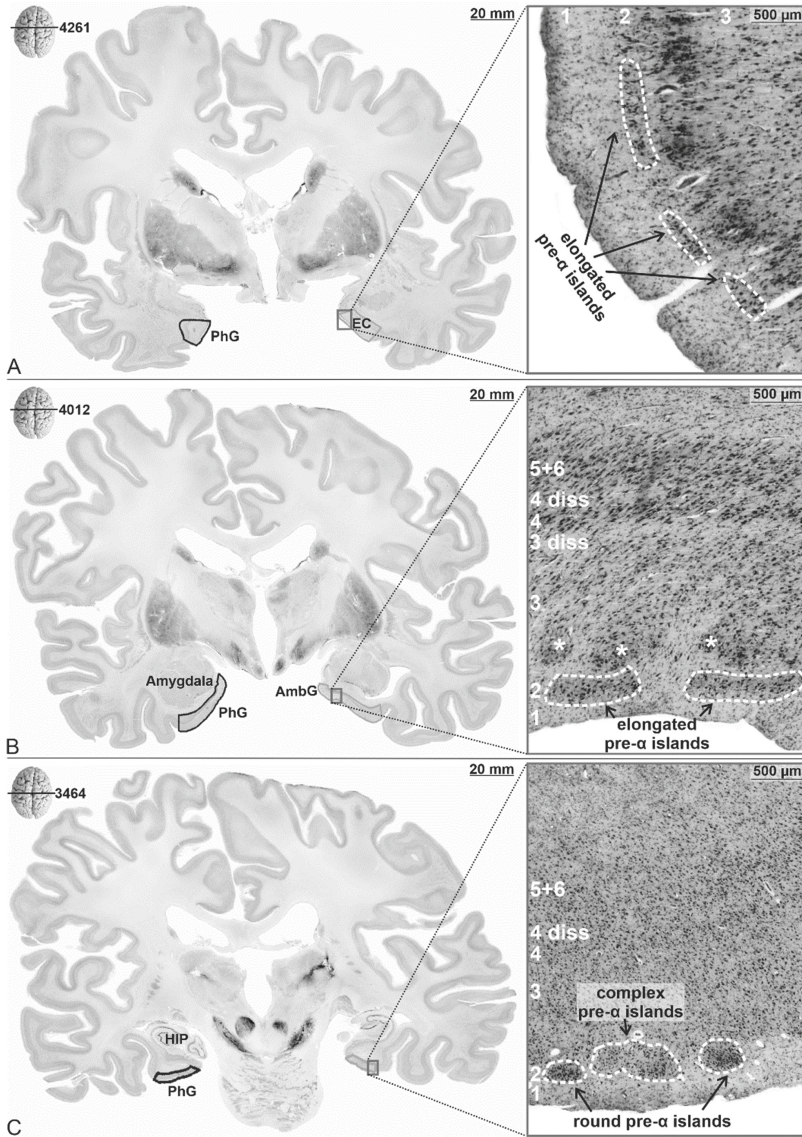 4261
20 mm
PhG
EC
A
500 µm
1 2 3
elongated
pre-α islands
4012
20 mm
Amygdala
PhG
AmbG
B
500 µm
5+6
4 diss
4
3 diss
3
* * *
2
1
elongated
pre-α islands
3464
20 mm
HIP
PhG
C
500 µm
5+6
4 diss
4
3
complex
pre-α islands
2
1
round pre-α islands